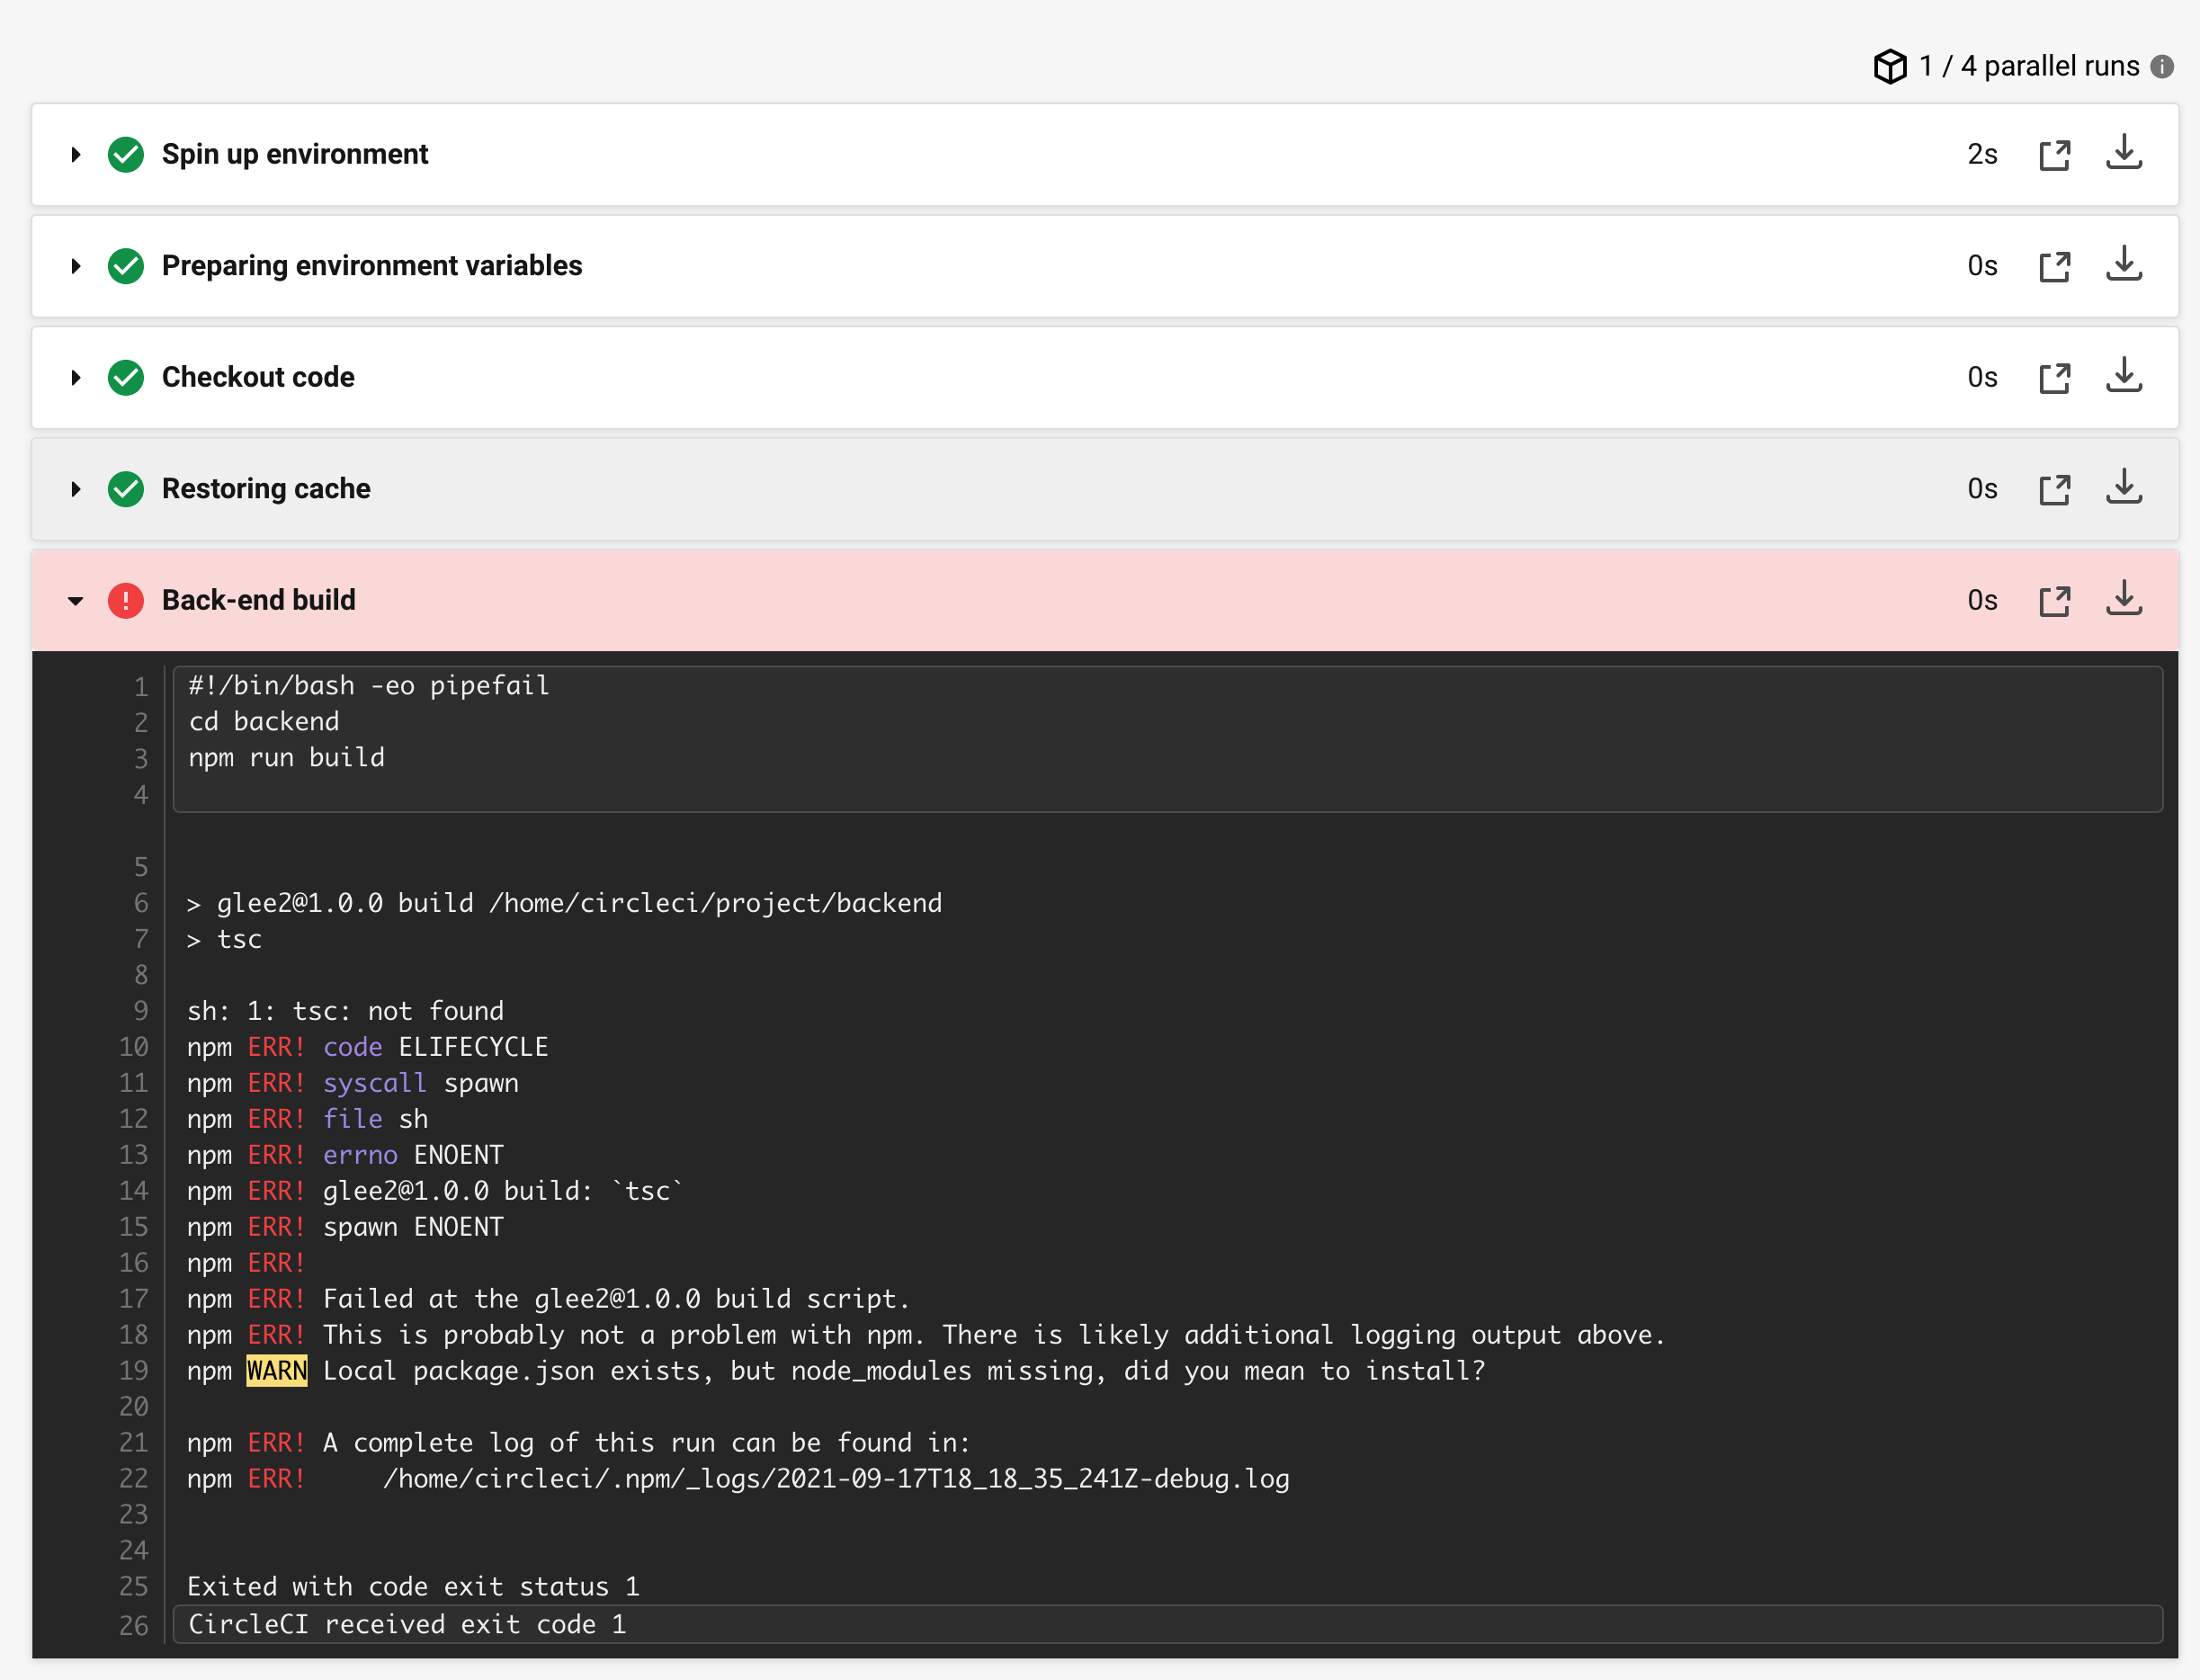 1 / 4 parallel runs
Spin up environment 2s
Preparing environment variables 0s
Checkout code 0s
Restoring cache 0s
Back-end build 0s
1 #!/bin/bash -eo pipefail
2 cd backend
3 npm run build
4
5
6 > glee2@1.0.0 build /home/circleci/project/backend
7 > tsc
8
9 sh: 1: tsc: not found
10 npm ERR! code ELIFECYCLE
11 npm ERR! syscall spawn
12 npm ERR! file sh
13 npm ERR! errno ENOENT
14 npm ERR! glee2@1.0.0 build: `tsc`
15 npm ERR! spawn ENOENT
16 npm ERR!
17 npm ERR! Failed at the glee2@1.0.0 build script.
18 npm ERR! This is probably not a problem with npm. There is likely additional logging output above.
19 npm WARN Local package.json exists, but node_modules missing, did you mean to install?
20
21 npm ERR! A complete log of this run can be found in:
22 npm ERR!     /home/circleci/.npm/_logs/2021-09-17T18_18_35_241Z-debug.log
23
24
25 Exited with code exit status 1
26 CircleCI received exit code 1